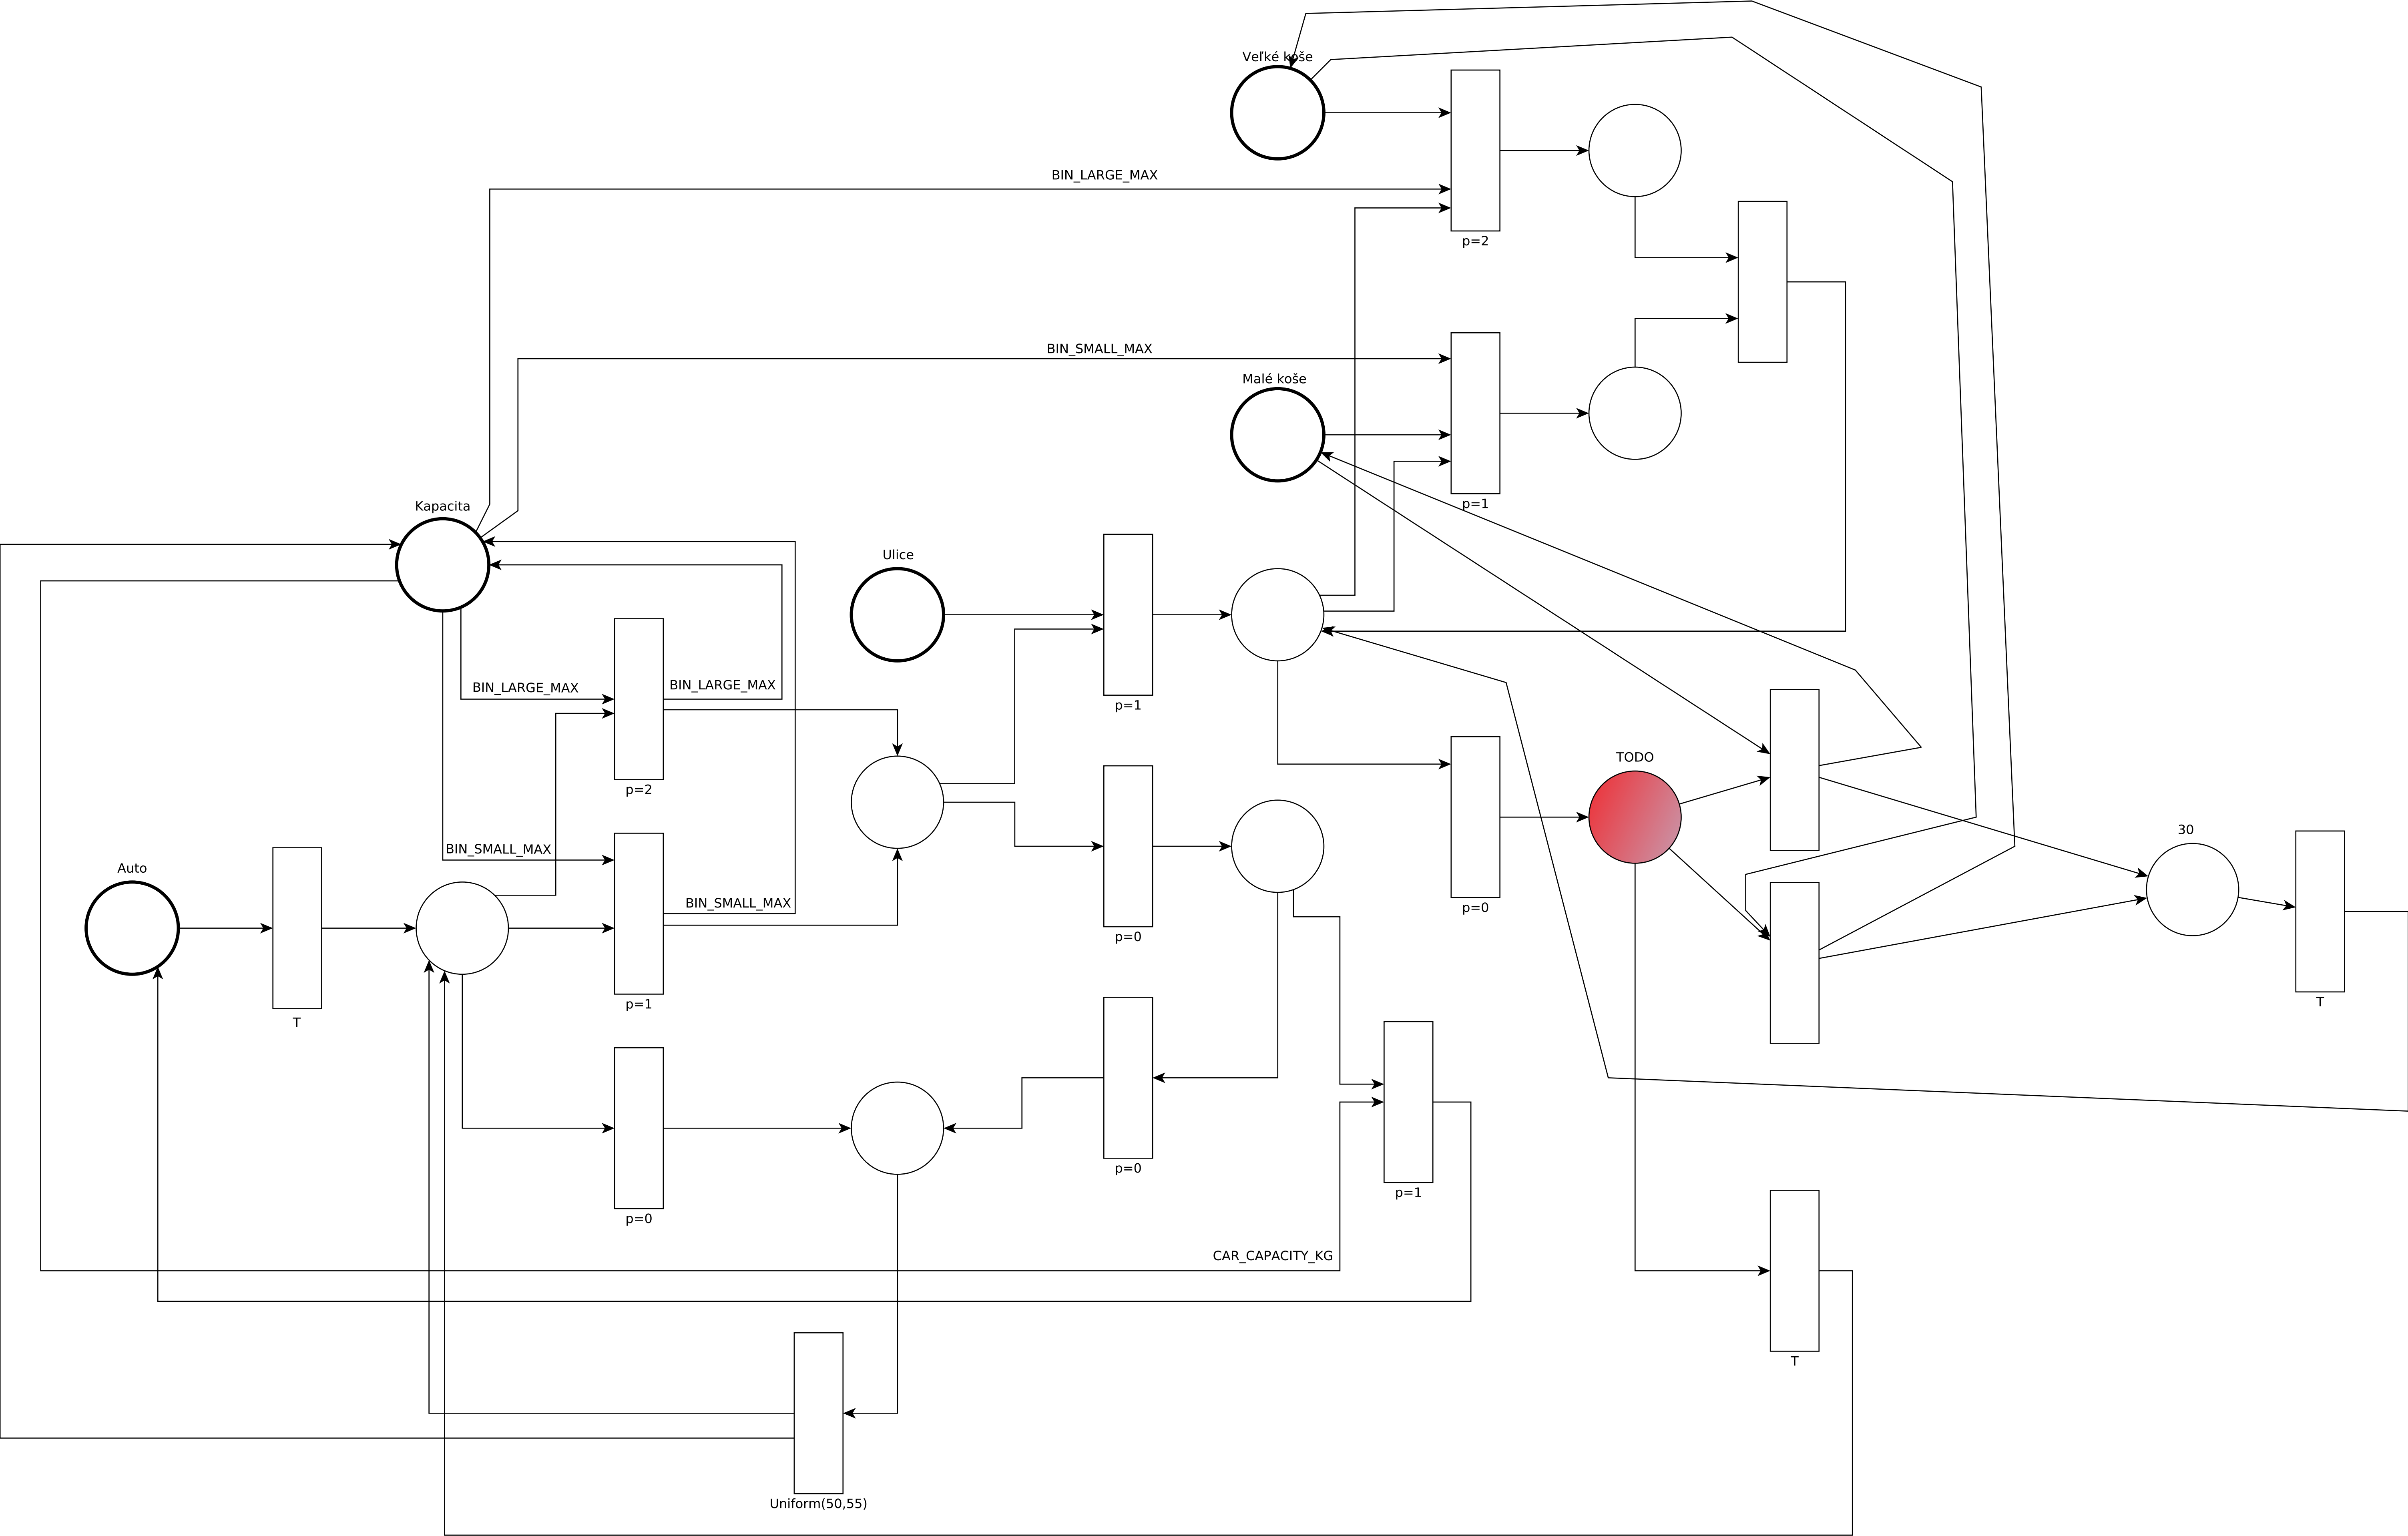 Veľké koše
BIN_LARGE_MAX
p=2
BIN_SMALL_MAX
Malé koše
p=1
Kapacita
Ulice
BIN_LARGE_MAX
BIN_LARGE_MAX
p=1
p=2
TODO
30
BIN_SMALL_MAX
Auto
BIN_SMALL_MAX
p=0
p=0
p=1
T
T
p=0
p=1
p=0
CAR_CAPACITY_KG
T
Uniform(50,55)